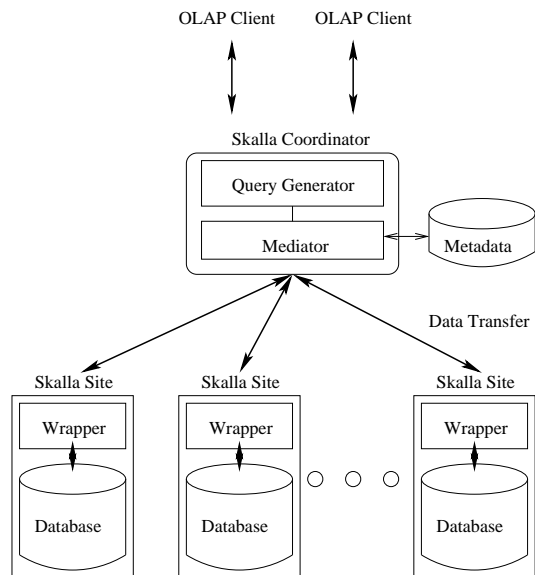 OLAP Client
OLAP Client
Skalla Coordinator
Query Generator
Mediator
Metadata
Data Transfer
Skalla Site
Skalla Site
Skalla Site
Wrapper
Wrapper
Wrapper
Database
Database
Database